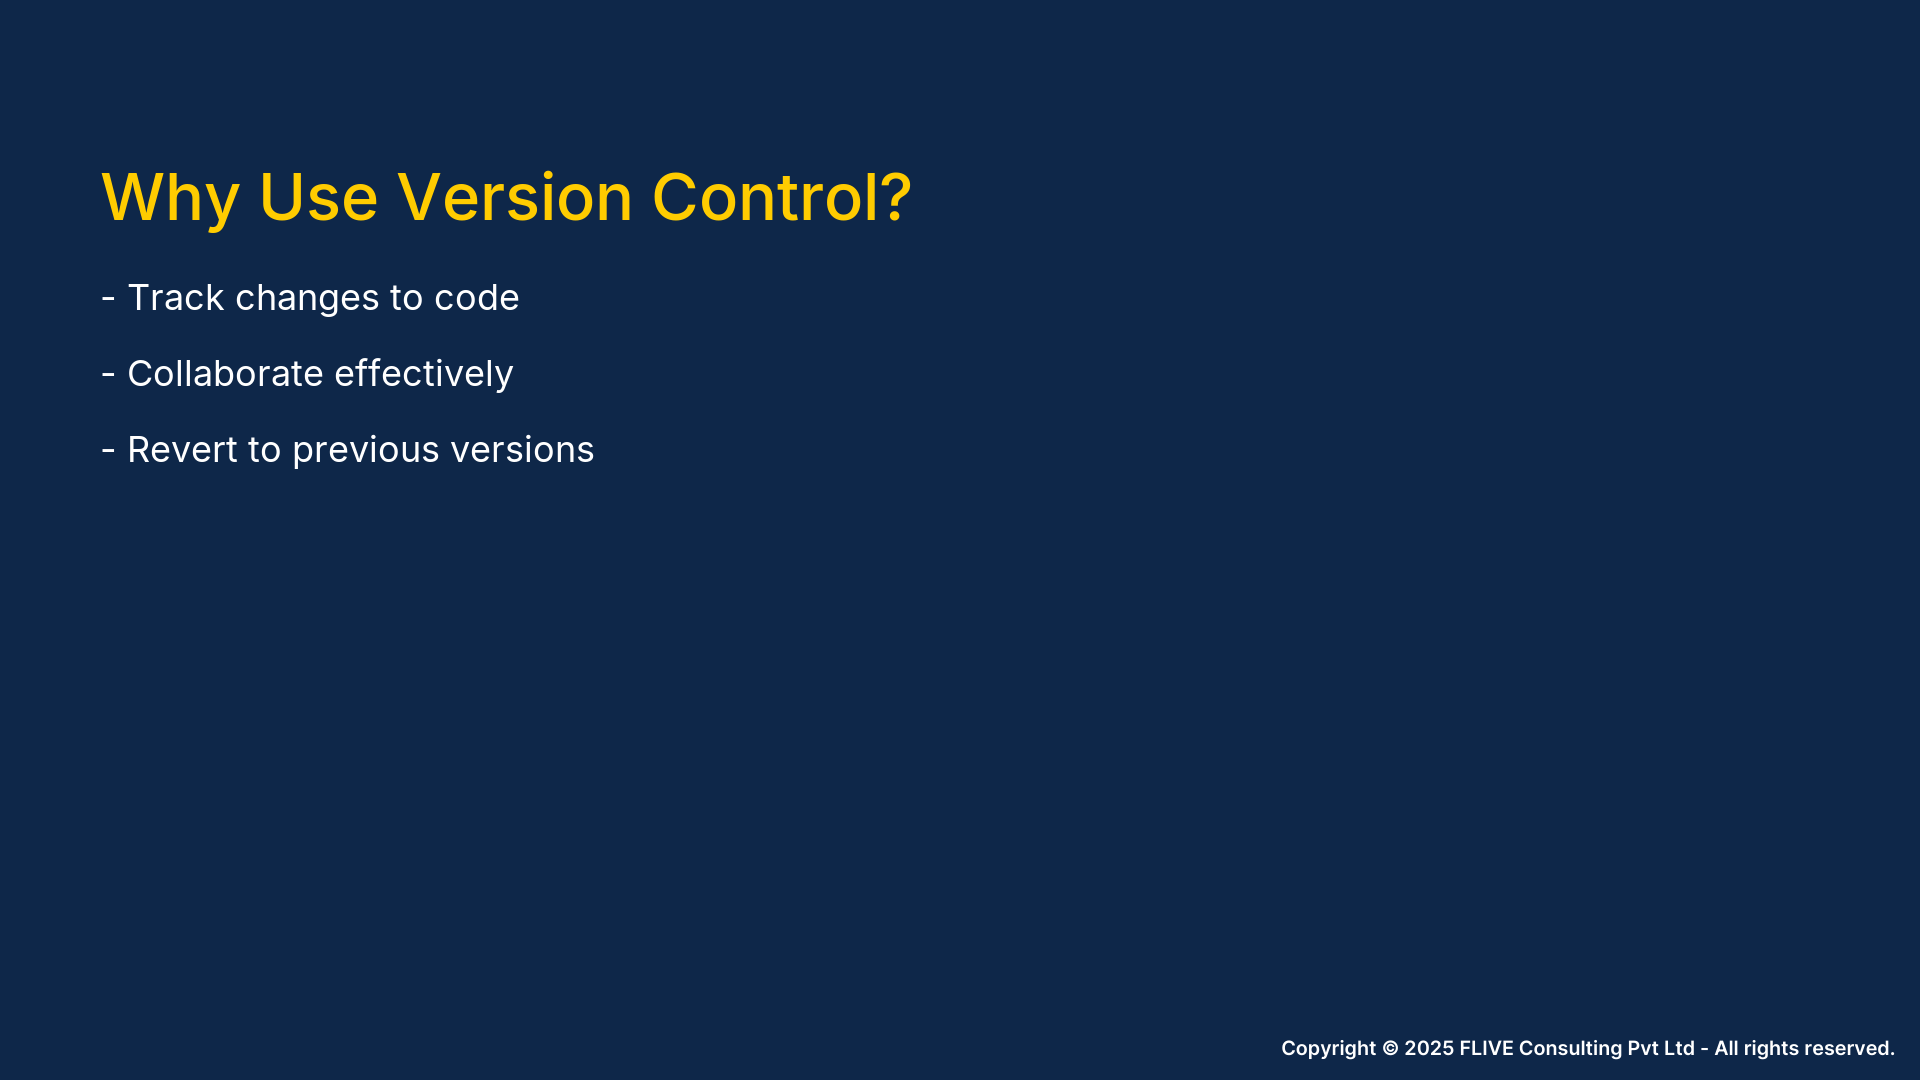 Why Use Version Control?
- Track changes to code
- Collaborate effectively
- Revert to previous versions
Copyright © 2025 FLIVE Consulting Pvt Ltd - All rights reserved.